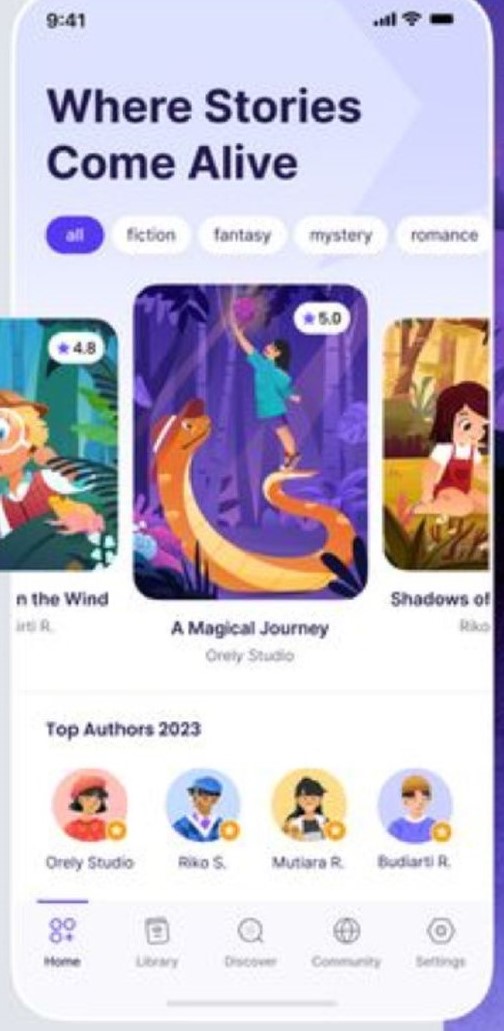 9:41
Where Stories
Come Alive
all fiction fantasy mystery romance
4.8
5.0
n the Wind
A Magical Journey
Shadows of
irti R.
Orely Studio
Riko
Top Authors 2023
Orely Studio Riko S. Mutiara R. Budiarti R.
Home Library Discover Community Settings